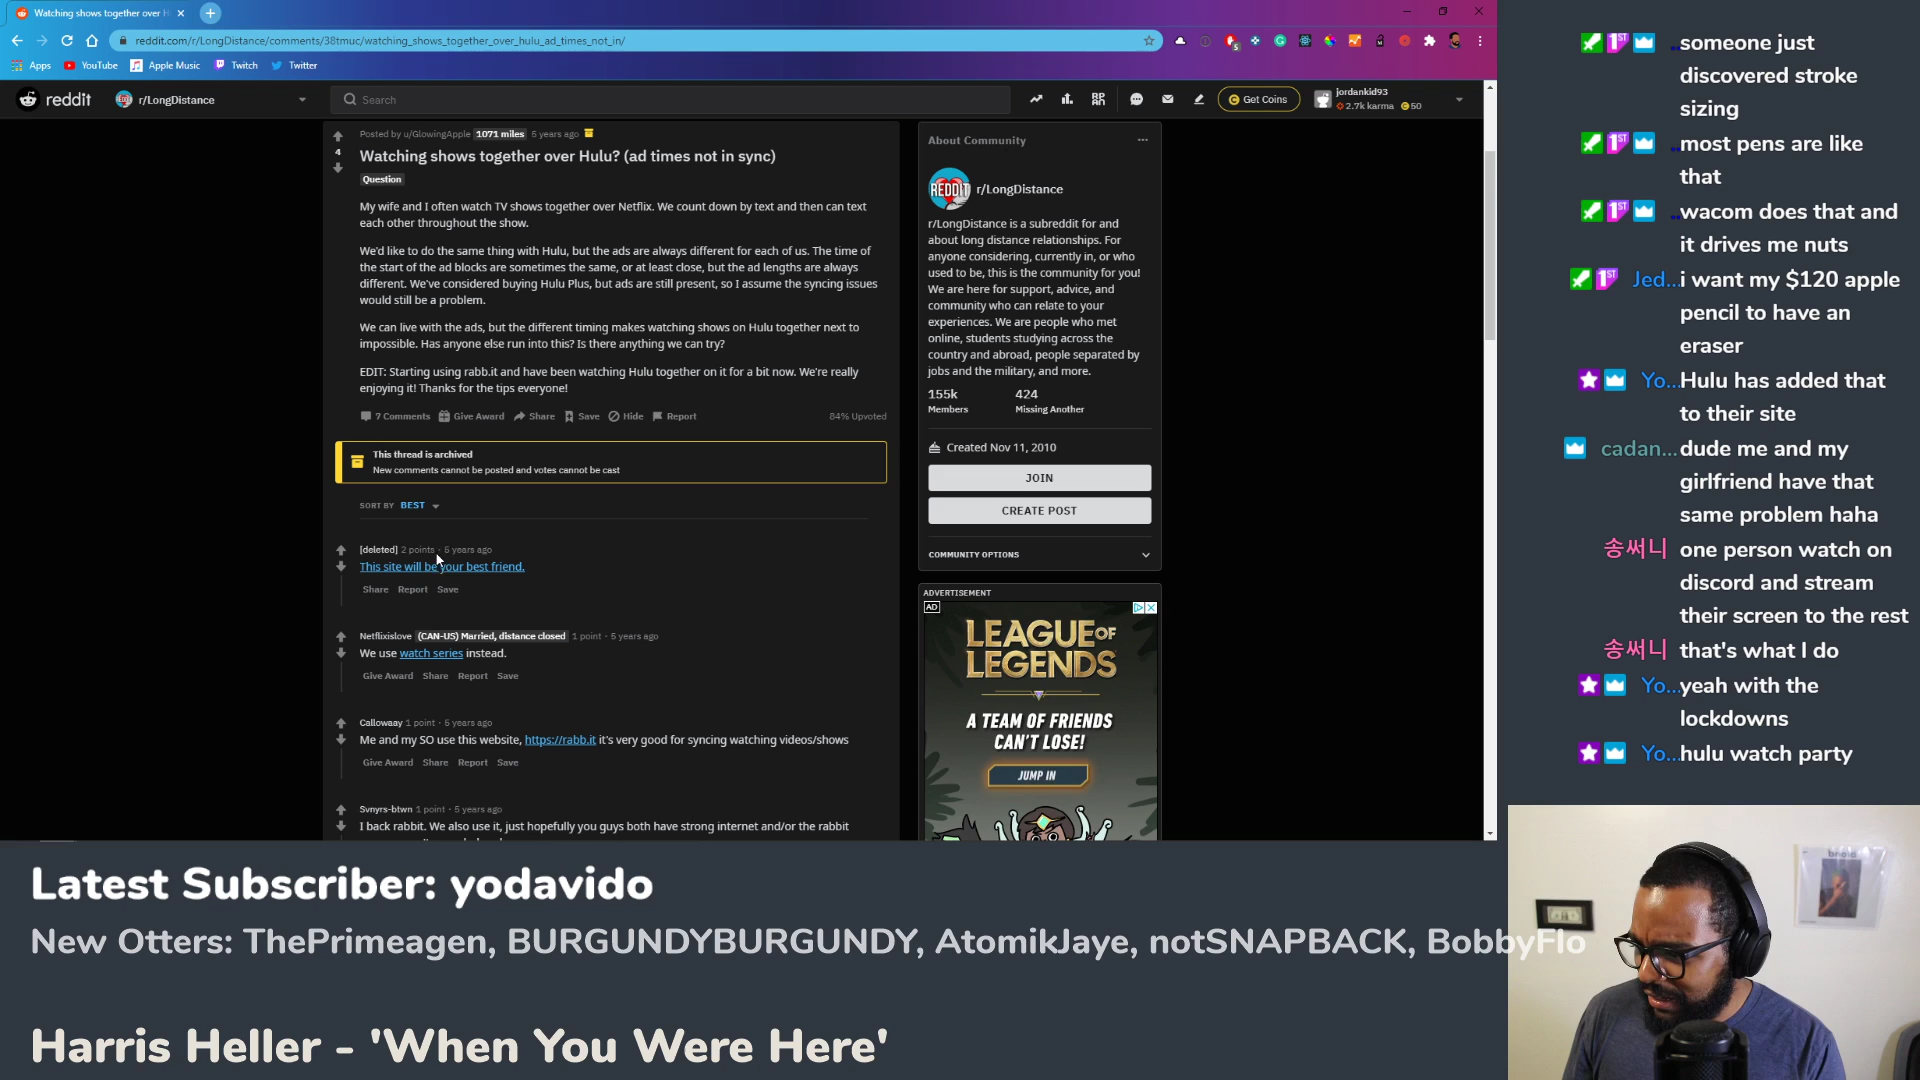 Watching shows together over H
reddit.com/r/LongDistance/comments/38tmuc/watching_shows_together_over_hulu_ad_times_not_in/
Apps
YouTube
Apple Music
Twitch
Twitter
reddit
r/LongDistance
Search
Get Coins
jordankid93
2.7k karma
50
4
Posted by u/GlowingApple 1071 miles 5 years ago
Watching shows together over Hulu? (ad times not in sync)
Question
My wife and I often watch TV shows together over Netflix. We count down by text and then can text
each other throughout the show.
We'd like to do the same thing with Hulu, but the ads are always different for each of us. The time of
the start of the ad blocks are sometimes the same, or at least close, but the ad lengths are always
different. We've considered buying Hulu Plus, but ads are still present, so I assume the syncing issues
would still be a problem.
We can live with the ads, but the different timing makes watching shows on Hulu together next to
impossible. Has anyone else run into this? Is there anything we can try?
EDIT: Starting using rabb.it and have been watching Hulu together on it for a bit now. We're really
enjoying it! Thanks for the tips everyone!
7 Comments Give Award Share Save Hide Report
84% Upvoted
This thread is archived
New comments cannot be posted and votes cannot be cast
SORT BY BEST
[deleted] 2 points · 5 years ago
This site will be your best friend.
Share Report Save
Netflixislove (CAN-US) Married, distance closed 1 point · 5 years ago
We use watch series instead.
Give Award Share Report Save
Callowaay 1 point · 5 years ago
Me and my SO use this website, https://rabb.it it's very good for syncing watching videos/shows
Give Award Share Report Save
Svnyrs-btwn 1 point · 5 years ago
I back rabbit. We also use it, just hopefully you guys both have strong internet and/or the rabbit
About Community
REDDIT
r/LongDistance
r/LongDistance is a subreddit for and
about long distance relationships. For
anyone considering, currently in, or who
used to be, this is the community for you!
We are here for support, advice, and
community who can relate to your
experiences. We are people who met
online, students studying across the
country and abroad, people separated by
jobs and the military, and more.
155k
Members
424
Missing Another
Created Nov 11, 2010
JOIN
CREATE POST
COMMUNITY OPTIONS
ADVERTISEMENT
AD
LEAGUE OF
LEGENDS
A TEAM OF FRIENDS
CAN'T LOSE!
JUMP IN
1ST ..someone just
discovered stroke
sizing
1ST ..most pens are like
that
1ST ..wacom does that and
it drives me nuts
1ST Jed...i want my $120 apple
pencil to have an
eraser
Yo...Hulu has added that
to their site
cadan...dude me and my
girlfriend have that
same problem haha
송써니 one person watch on
discord and stream
their screen to the rest
송써니 that's what I do
Yo...yeah with the
lockdowns
Yo...hulu watch party
Latest Subscriber: yodavido
New Otters: ThePrimeagen, BURGUNDYBURGUNDY, AtomikJaye, notSNAPBACK, BobbyFlo
Harris Heller - 'When You Were Here'